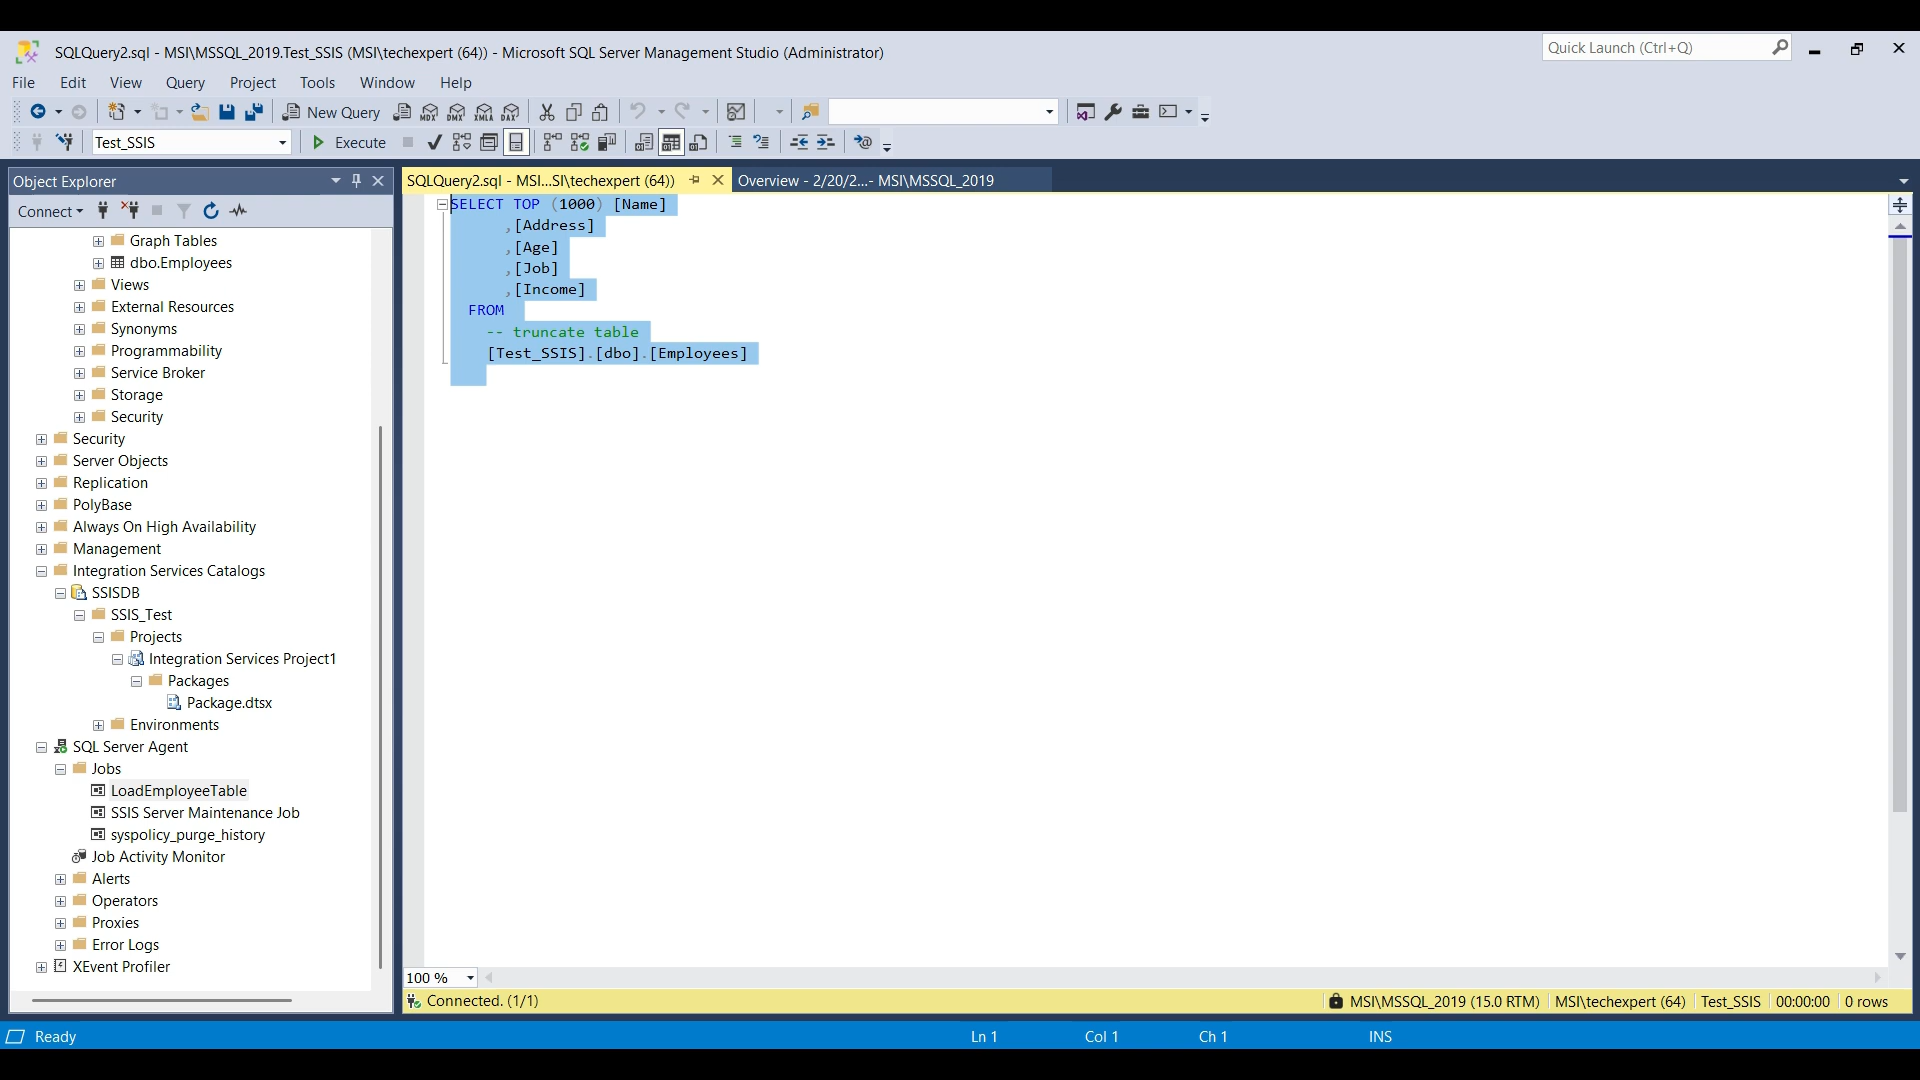 SQLQuery2.sql - MSI\MSSQL_2019.Test_SSIS (MSI\techexpert (64)) - Microsoft SQL Server Management Studio (Administrator)
Quick Launch (Ctrl+Q)
File Edit View Query Project Tools Window Help
New Query MDX DMX XMLA DAX
Test_SSIS Execute
Object Explorer
SQLQuery2.sql - MSI...SI\techexpert (64))
Overview - 2/20/2...- MSI\MSSQL_2019
Connect
Graph Tables
dbo.Employees
Views
External Resources
Synonyms
Programmability
Service Broker
Storage
Security
Security
Server Objects
Replication
PolyBase
Always On High Availability
Management
Integration Services Catalogs
SSISDB
SSIS_Test
Projects
Integration Services Project1
Packages
Package.dtsx
Environments
SQL Server Agent
Jobs
LoadEmployeeTable
SSIS Server Maintenance Job
syspolicy_purge_history
Job Activity Monitor
Alerts
Operators
Proxies
Error Logs
XEvent Profiler
SELECT TOP (1000) [Name]
,[Address]
,[Age]
,[Job]
,[Income]
FROM
-- truncate table
[Test_SSIS].[dbo].[Employees]
100 %
Connected. (1/1)
MSI\MSSQL_2019 (15.0 RTM) MSI\techexpert (64) Test_SSIS 00:00:00 0 rows
Ready Ln 1 Col 1 Ch 1 INS